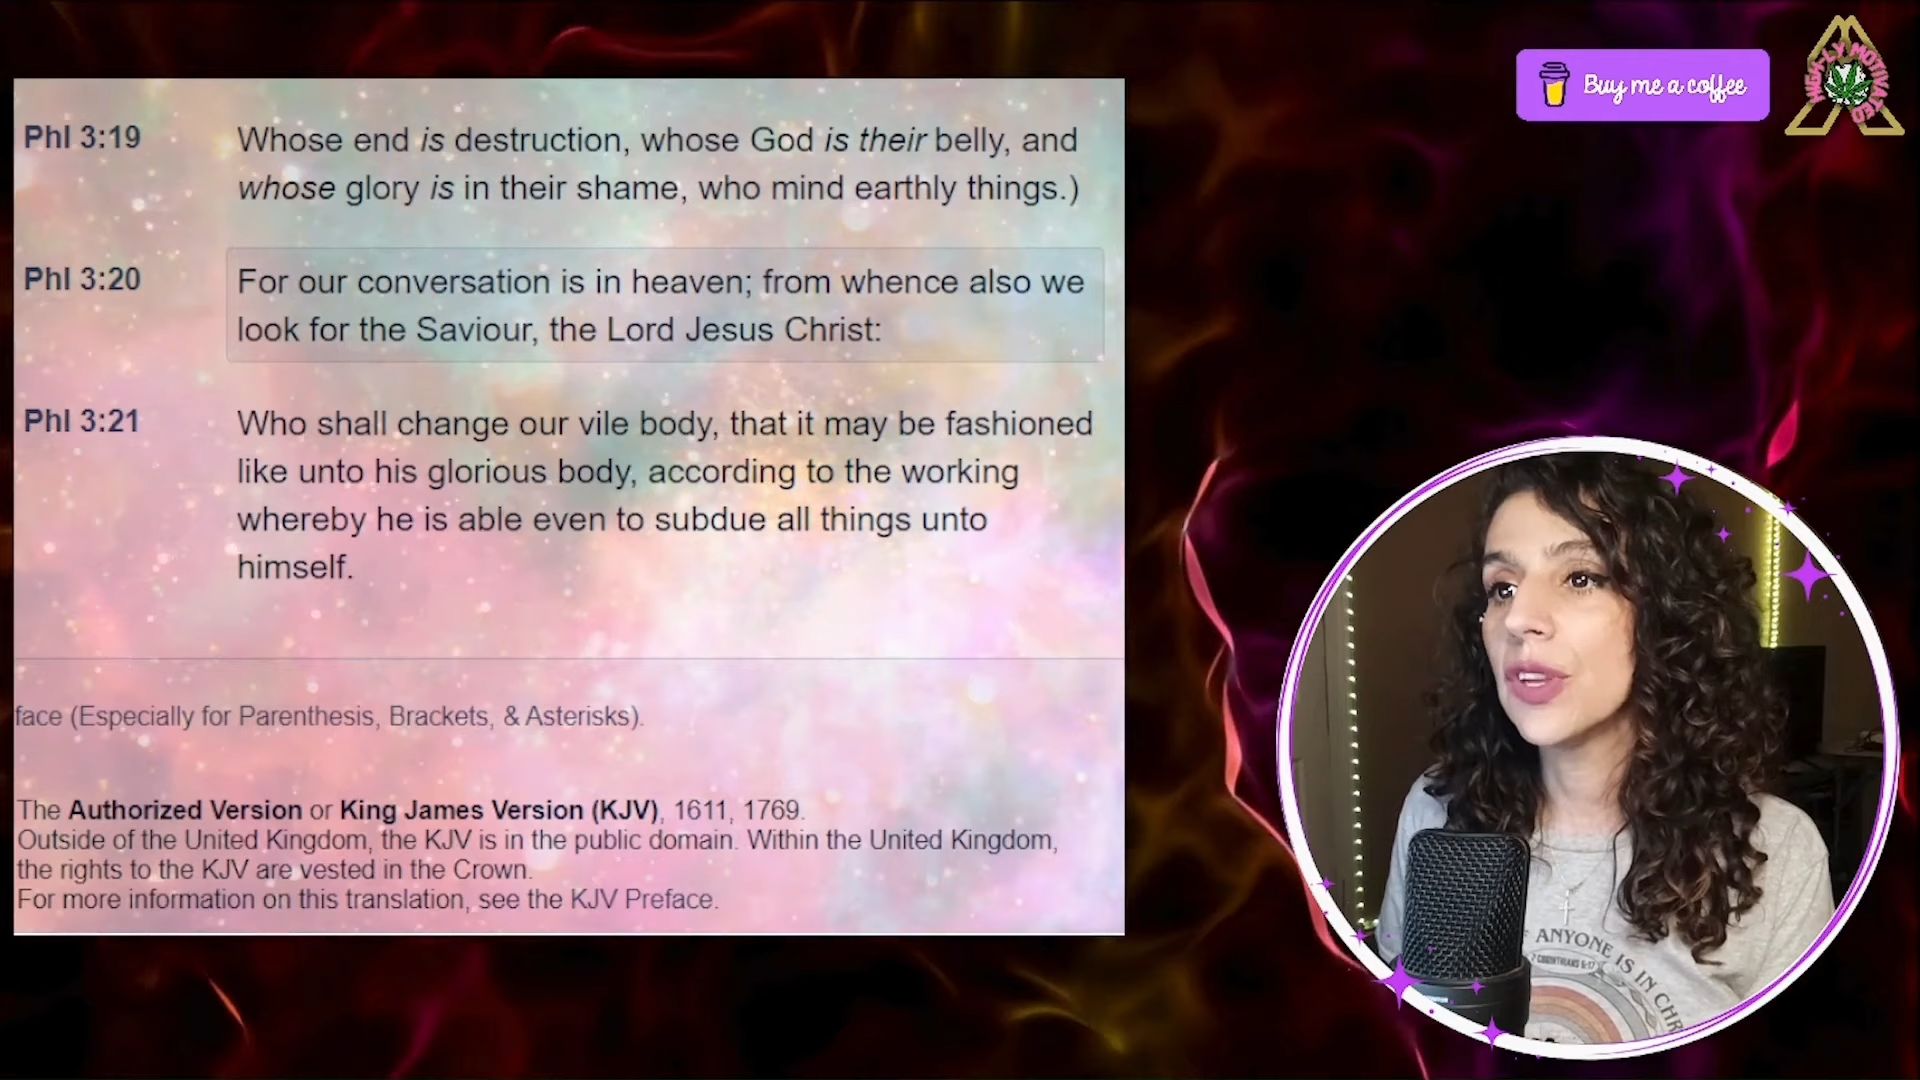 Phl 3:19 Whose end is destruction, whose God is their belly, and
whose glory is in their shame, who mind earthly things.)
Phl 3:20 For our conversation is in heaven; from whence also we
look for the Saviour, the Lord Jesus Christ:
Phl 3:21 Who shall change our vile body, that it may be fashioned
like unto his glorious body, according to the working
whereby he is able even to subdue all things unto
himself.
face (Especially for Parenthesis, Brackets, & Asterisks).
The Authorized Version or King James Version (KJV), 1611, 1769.
Outside of the United Kingdom, the KJV is in the public domain. Within the United Kingdom,
the rights to the KJV are vested in the Crown.
For more information on this translation, see the KJV Preface.
Buy me a coffee
MOTIVATED
ANYONE IS IN CHR
CORINTHIANS 5:17